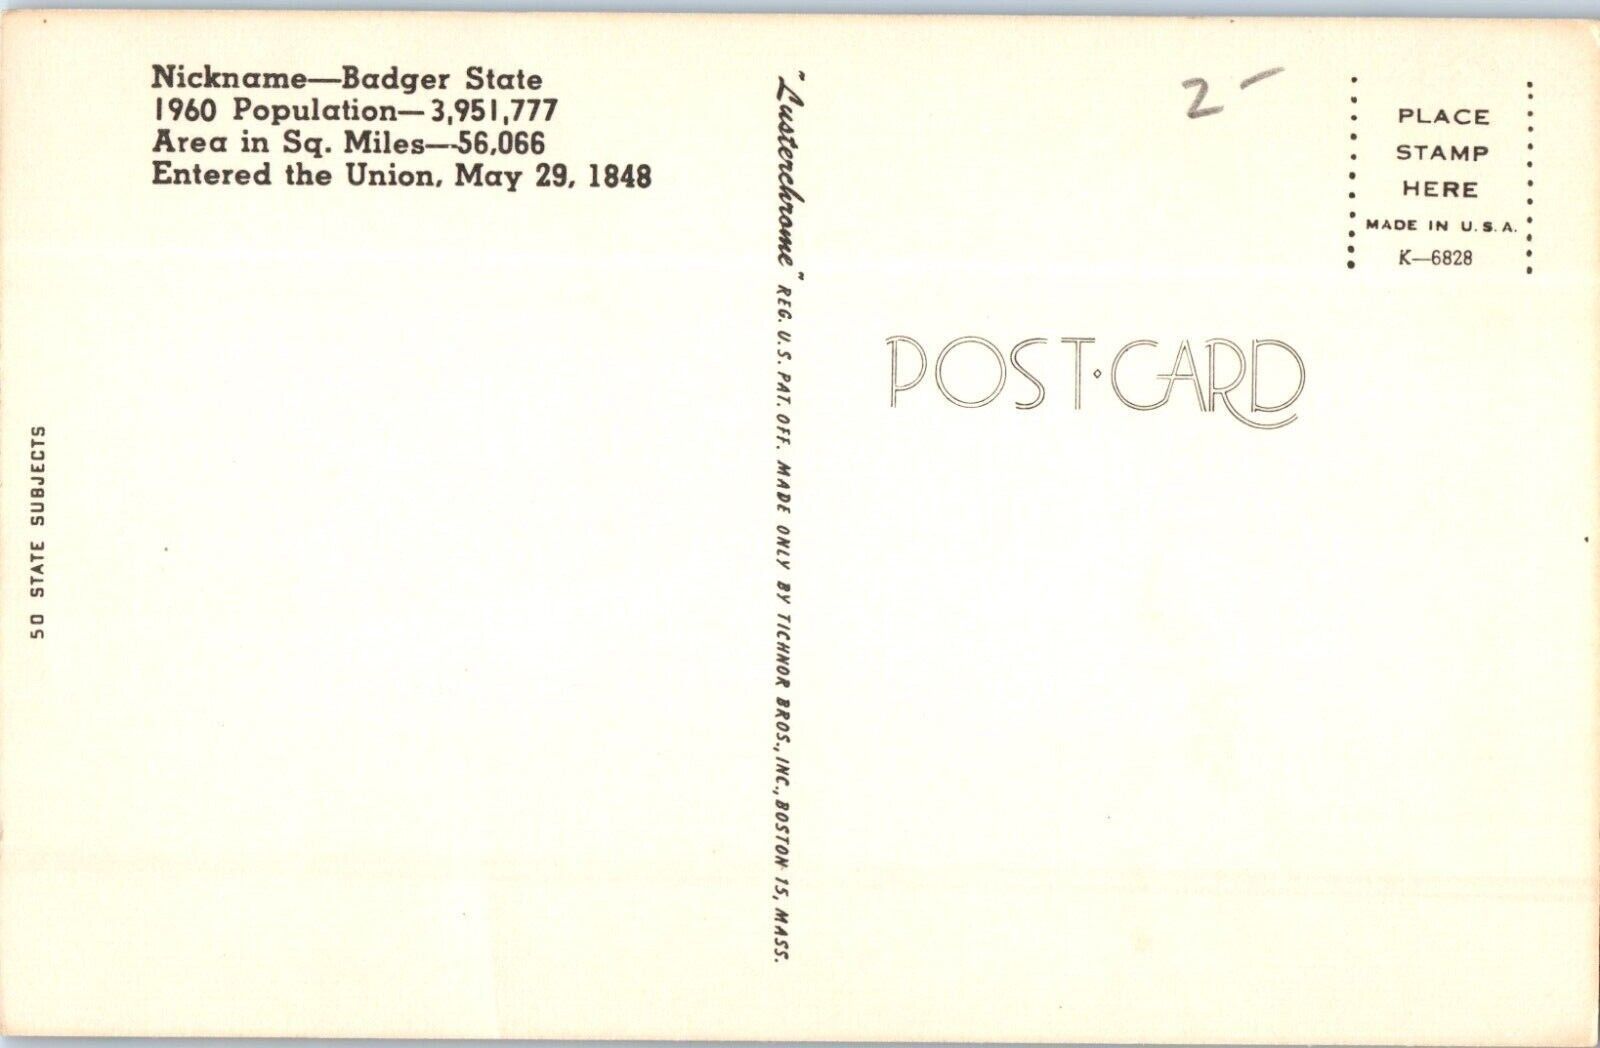 Nickname—Badger State
1960 Population—3,951,777
Area in Sq. Miles—56,066
Entered the Union, May 29, 1848
50 STATE SUBJECTS
"Lusterchrome" REG. U.S. PAT. OFF. MADE ONLY BY TICHNOR BROS., INC., BOSTON 15, MASS.
2-
PLACE
STAMP
HERE
MADE IN U.S.A.
K—6828
POST·CARD